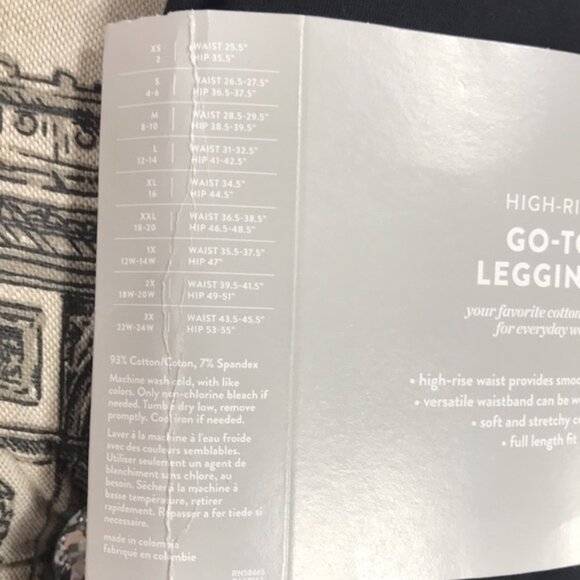 XS WAIST 25.5"
2 HIP 35.5"
S WAIST 26.5-27.5"
4-6 HIP 36.5-37.5"
M WAIST 28.5-29.5"
8-10 HIP 38.5-39.5"
L WAIST 31-32.5"
12-14 HIP 41-42.5"
XL WAIST 34.5"
16 HIP 44.5"
XXL WAIST 36.5-38.5"
18-20 HIP 46.5-48.5"
1X WAIST 35.5-37.5"
12W-14W HIP 47"
2X WAIST 39.5-41.5"
18W-20W HIP 49-51"
3X WAIST 43.5-45.5"
22W-24W HIP 53-55"
93% Cotton/Coton, 7% Spandex
Machine wash cold, with like
colors. Only non-chlorine bleach if
needed. Tumble dry low, remove
promptly. Cool iron if needed.
Laver à la machine à l'eau froide
avec des couleurs semblables.
Utiliser seulement un agent de
blanchiment sans chlore, au
besoin. Sécher à la machine à
basse température, retirer
rapidement. Repasser a fer tiede si
necessaire.
made in colombia
fabriqué en colombie
RN58665
HIGH-RI
GO-TO
LEGGIN
your favorite cotton
for everyday w
• high-rise waist provides smoo
• versatile waistband can be w
• soft and stretchy c
• full length fit